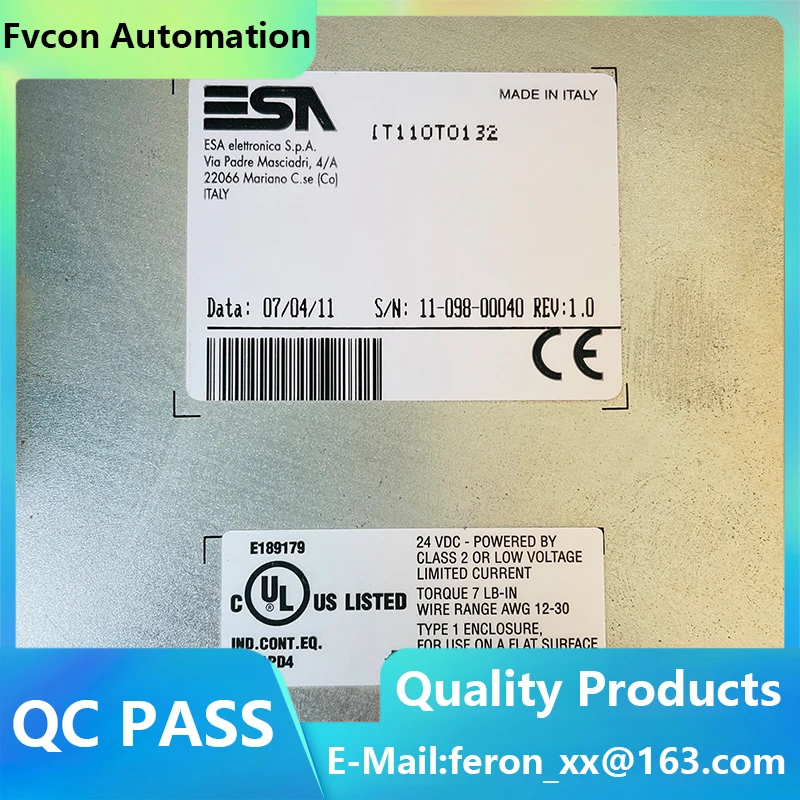 Fvcon Automation
ESA
MADE IN ITALY
IT110T0132
ESA elettronica S.p.A.
Via Padre Masciadri, 4/A
22066 Mariano C.se (Co)
ITALY
Data: 07/04/11 S/N: 11-098-00040 REV:1.0
CE
E189179
C UL US LISTED
IND.CONT.EQ.
PD4
24 VDC - POWERED BY
CLASS 2 OR LOW VOLTAGE
LIMITED CURRENT
TORQUE 7 LB-IN
WIRE RANGE AWG 12-30
TYPE 1 ENCLOSURE,
FOR USE ON A FLAT SURFACE
QC PASS
Quality Products
E-Mail:feron_xx@163.com